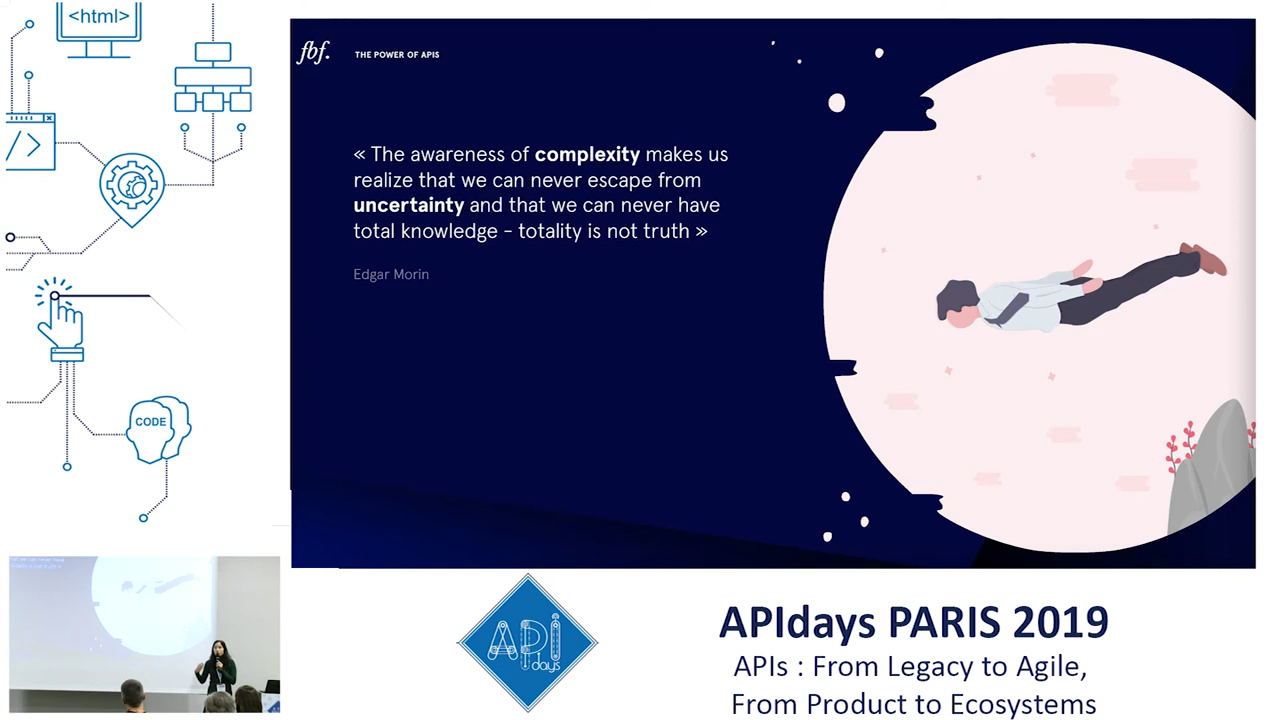 <html>
</>
CODE
fbf.
THE POWER OF APIS
« The awareness of complexity makes us
realize that we can never escape from
uncertainty and that we can never have
total knowledge - totality is not truth »
Edgar Morin
API
days
APIdays PARIS 2019
APIs : From Legacy to Agile,
From Product to Ecosystems